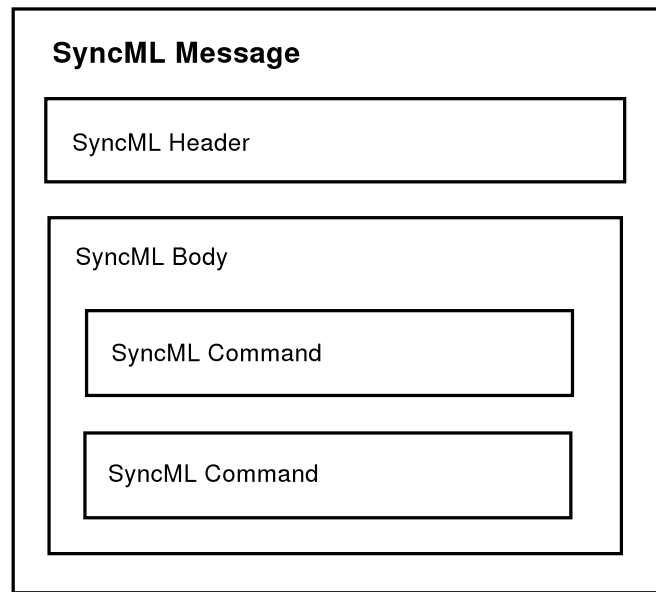 SyncML Message
SyncML Header
SyncML Body
SyncML Command
SyncML Command